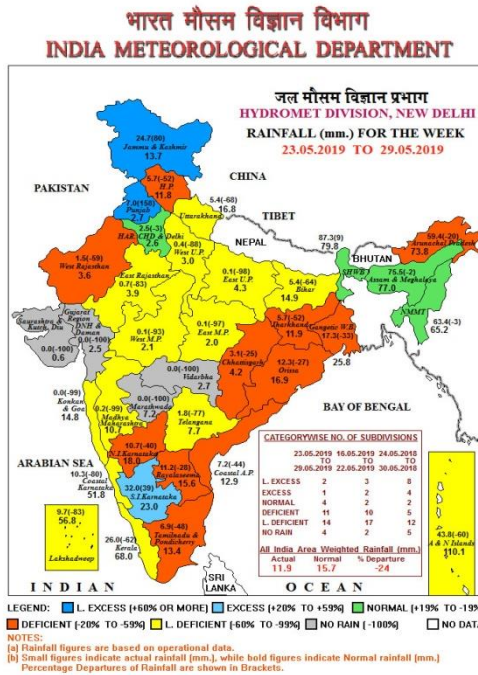 भारत मौसम विज्ञान विभाग
INDIA METEOROLOGICAL DEPARTMENT
जल मौसम विज्ञान प्रभाग
HYDROMET DIVISION, NEW DELHI
RAINFALL (mm.) FOR THE WEEK
23.05.2019 TO 29.05.2019
24.7(80)
Jammu & Kashmir
13.7
PAKISTAN
CHINA
TIBET
NEPAL
BHUTAN
5.7(-52)
H.P.
11.8
7.0(158)
Punjab
2.7
5.4(-68)
Uttarakhand
16.8
2.5(-3)
HAR. CHD & Delhi
2.6
0.4(-88)
West U.P.
3.0
1.5(-59)
West Rajasthan
3.6
East Rajasthan
0.7(-83)
3.9
0.1(-98)
East U.P.
4.3
5.4(-64)
Bihar
14.9
87.3(9)
79.8
SHWB
59.4(-20)
Arunachal Pradesh
73.8
75.5(-2)
Assam & Meghalaya
77.0
NMMT
63.4(-3)
65.2
Saurashtra &
Kutch, Diu
0.0(-100)
0.6
Gujarat
Region
DNH &
Daman
0.0(-100)
2.5
0.1(-93)
West M.P.
2.1
0.1(-97)
East M.P.
2.0
5.7(-52)
Jharkhand
11.9
Gangetic W.B.
17.3(-33)
25.8
3.1(-25)
Chhattisgarh
4.2
12.3(-27)
Orissa
16.9
0.0(-100)
Vidarbha
2.7
0.0(-99)
Konkan
& Goa
14.8
0.2(-99)
Madhya
Maharashtra
10.7
0.0(-100)
Marathwada
7.2
1.8(-77)
Telangana
7.7
BAY OF BENGAL
ARABIAN SEA
10.7(-40)
N.I.Karnataka
18.0
10.3(-80)
Coastal
Karnataka
51.8
11.2(-28)
Rayalaseema
15.6
7.2(-44)
Coastal A.P.
12.9
32.0(39)
S.I.Karnataka
23.0
6.9(-48)
Tamilnadu &
Pondicherry
13.4
26.0(-62)
Kerala
68.0
9.7(-83)
56.8
Lakshadweep
43.8(-60)
A & N Islands
110.1
SRI
LANKA
INDIAN OCEAN
CATEGORYWISE NO. OF SUBDIVISIONS
23.05.2019 16.05.2019 24.05.2018
TO TO TO
29.05.2019 22.05.2019 30.05.2018
L. EXCESS 2 3 8
EXCESS 1 2 4
NORMAL 4 2 2
DEFICIENT 11 10 5
L. DEFICIENT 14 17 12
NO RAIN 4 2 5
All India Area Weighted Rainfall (mm.)
Actual Normal % Departure
11.9 15.7 -24
LEGEND: L. EXCESS (+60% OR MORE) EXCESS (+20% TO +59%) NORMAL (+19% TO -19%)
DEFICIENT (-20% TO -59%) L. DEFICIENT (-60% TO -99%) NO RAIN (-100%) NO DATA
NOTES:
(a) Rainfall figures are based on operational data.
(b) Small figures indicate actual rainfall (mm.), while bold figures indicate Normal rainfall (mm.)
Percentage Departures of Rainfall are shown in Brackets.